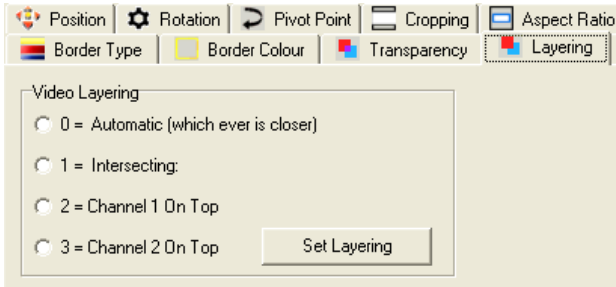 Position Rotation Pivot Point Cropping Aspect Ratio
Border Type Border Colour Transparency Layering
Video Layering
0 = Automatic (which ever is closer)
1 = Intersecting:
2 = Channel 1 On Top
3 = Channel 2 On Top Set Layering